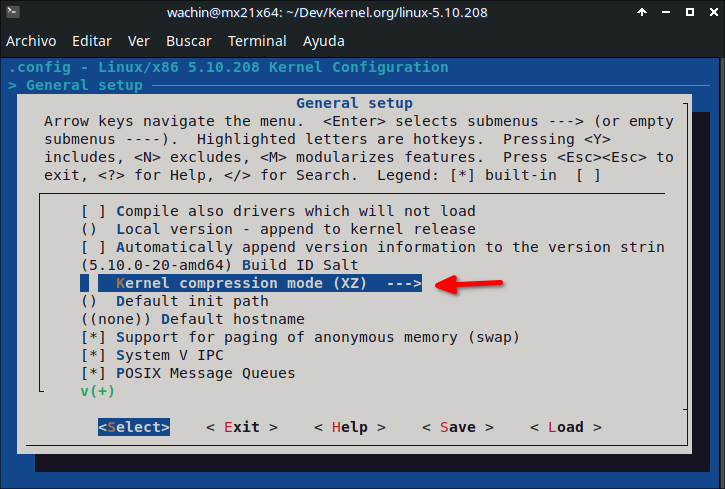 wachin@mx21x64: ~/Dev/Kernel.org/linux-5.10.208
Archivo Editar Ver Buscar Terminal Ayuda
.config - Linux/x86 5.10.208 Kernel Configuration
> General setup
General setup
Arrow keys navigate the menu. <Enter> selects submenus ---> (or empty
submenus ----). Highlighted letters are hotkeys. Pressing <Y>
includes, <N> excludes, <M> modularizes features. Press <Esc><Esc> to
exit, <?> for Help, </> for Search. Legend: [*] built-in [ ]
[ ] Compile also drivers which will not load
() Local version - append to kernel release
[ ] Automatically append version information to the version strin
(5.10.0-20-amd64) Build ID Salt
Kernel compression mode (XZ) --->
() Default init path
((none)) Default hostname
[*] Support for paging of anonymous memory (swap)
[*] System V IPC
[*] POSIX Message Queues
v(+)
<Select> < Exit > < Help > < Save > < Load >